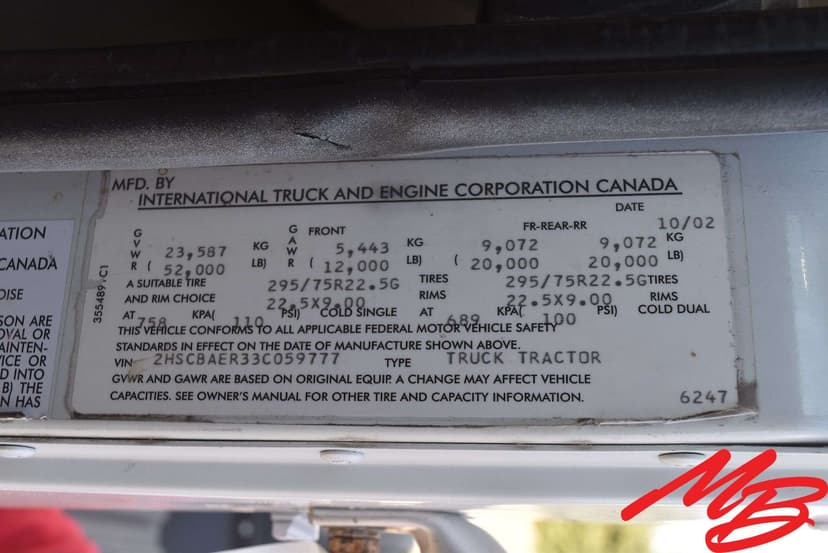 MFD. BY
INTERNATIONAL TRUCK AND ENGINE CORPORATION CANADA
DATE
10/02
GVWR
23,587 KG
( 52,000 LB)
GAWR
FRONT
5,443 KG
( 12,000 LB)
FR-REAR-RR
9,072 9,072 KG
( 20,000 20,000 LB)
A SUITABLE TIRE 295/75R22.5G TIRES 295/75R22.5G TIRES
AND RIM CHOICE 22.5X9.00 RIMS 22.5X9.00 RIMS
AT 758 KPA( 110 PSI) COLD SINGLE AT 689 KPA( 100 PSI) COLD DUAL
THIS VEHICLE CONFORMS TO ALL APPLICABLE FEDERAL MOTOR VEHICLE SAFETY
STANDARDS IN EFFECT ON THE DATE OF MANUFACTURE SHOWN ABOVE.
VIN 2HSCBAER33C059777 TYPE TRUCK TRACTOR
GVWR AND GAWR ARE BASED ON ORIGINAL EQUIP. A CHANGE MAY AFFECT VEHICLE
CAPACITIES. SEE OWNER'S MANUAL FOR OTHER TIRE AND CAPACITY INFORMATION.
6247
ATION
CANADA
OISE
SON ARE
OVAL OR
AINTEN-
ICE OR
D INTO
B) THE
N HAS
MB